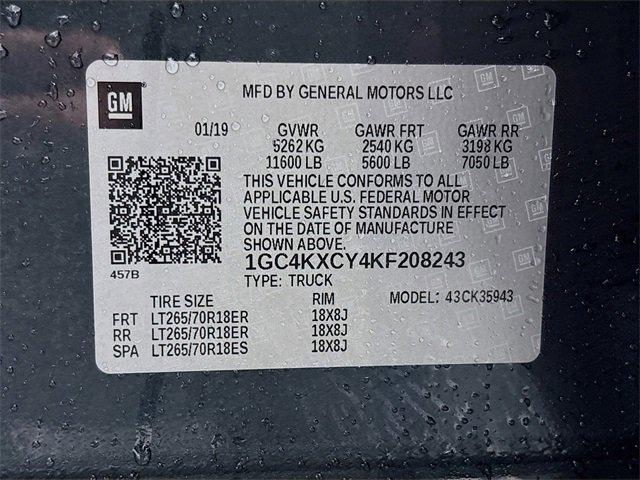 GM
MFD BY GENERAL MOTORS LLC
01/19 GVWR GAWR FRT GAWR RR
5262 KG 2540 KG 3198 KG
11600 LB 5600 LB 7050 LB
THIS VEHICLE CONFORMS TO ALL
APPLICABLE U.S. FEDERAL MOTOR
VEHICLE SAFETY STANDARDS IN EFFECT
ON THE DATE OF MANUFACTURE
SHOWN ABOVE.
457B
1GC4KXCY4KF208243
TYPE: TRUCK
TIRE SIZE RIM MODEL: 43CK35943
FRT LT265/70R18ER 18X8J
RR LT265/70R18ER 18X8J
SPA LT265/70R18ES 18X8J